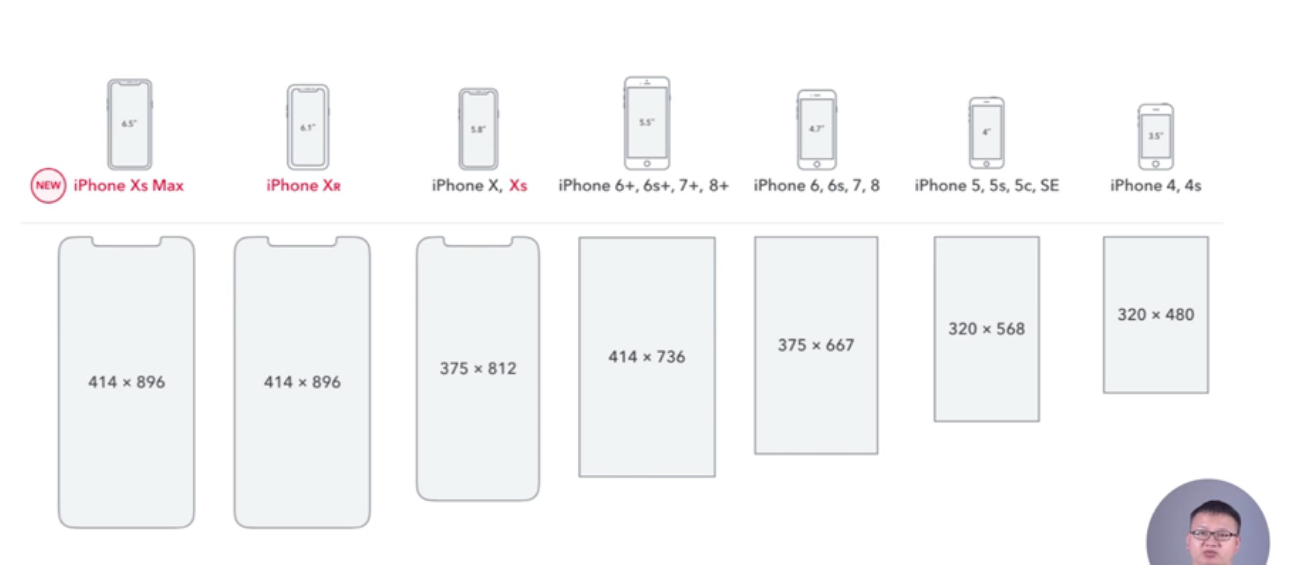 6.5"
6.1"
5.8"
5.5"
4.7"
4"
3.5"
NEW iPhone Xs Max
iPhone XR
iPhone X, Xs
iPhone 6+, 6s+, 7+, 8+
iPhone 6, 6s, 7, 8
iPhone 5, 5s, 5c, SE
iPhone 4, 4s
414 × 896
414 × 896
375 × 812
414 × 736
375 × 667
320 × 568
320 × 480